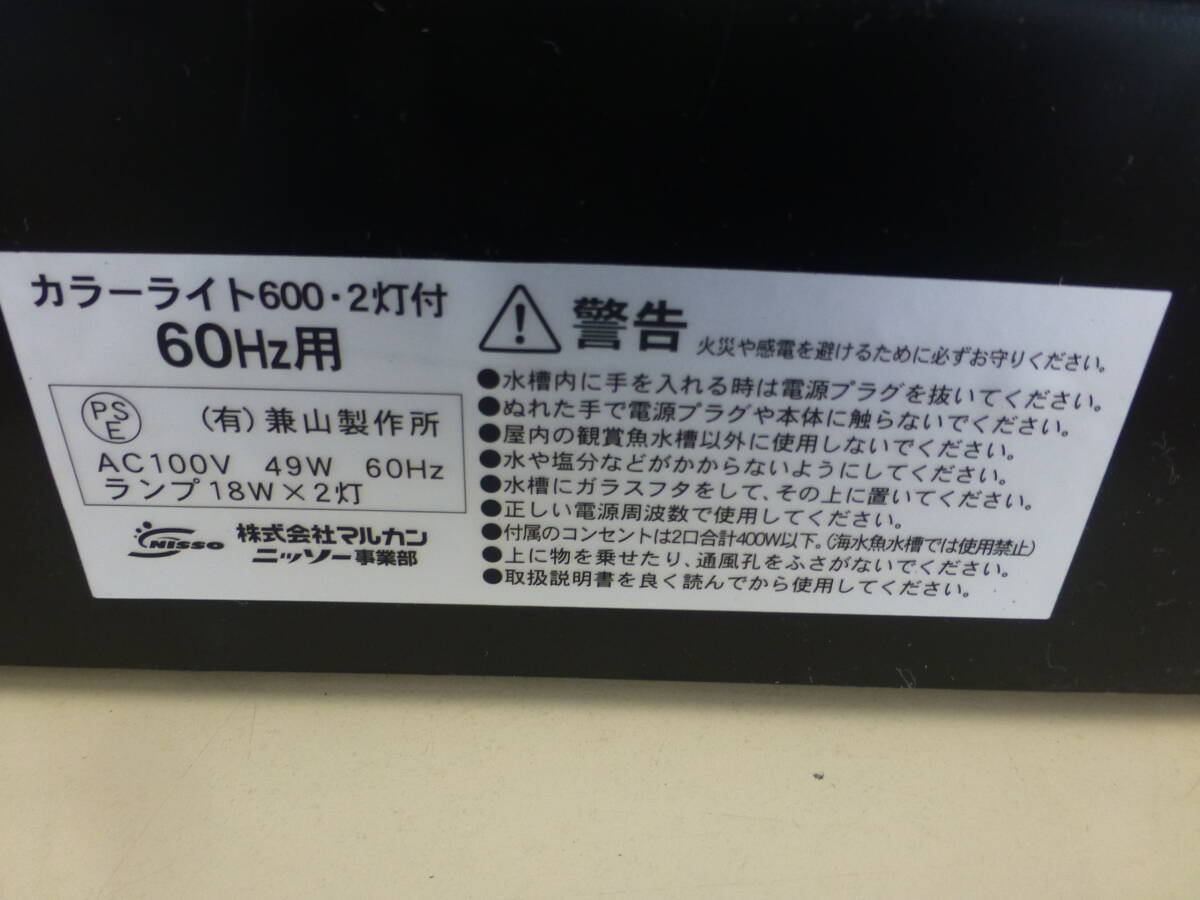 カラーライト600・2灯付
60Hz用
PSE
(有)兼山製作所
AC100V 49W 60Hz
ランプ18W×2灯
NISSO
株式会社マルカン
ニッソー事業部
警告 火災や感電を避けるために必ずお守りください。
●水槽内に手を入れる時は電源プラグを抜いてください。
●ぬれた手で電源プラグや本体に触らないでください。
●屋内の観賞魚水槽以外に使用しないでください。
●水や塩分などがかからないようにしてください。
●水槽にガラスフタをして、その上に置いてください。
●正しい電源周波数で使用してください。
●付属のコンセントは2口合計400W以下。(海水魚水槽では使用禁止)
●上に物を乗せたり、通風孔をふさがないでください。
●取扱説明書を良く読んでから使用してください。